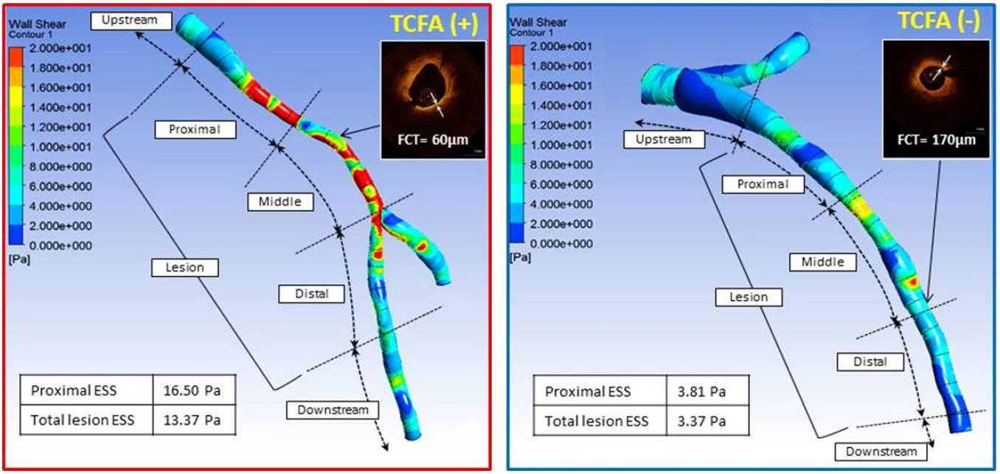 TCFA (+)
Wall Shear
Contour 1
2.000e+001
1.800e+001
1.600e+001
1.400e+001
1.200e+001
1.000e+001
8.000e+000
6.000e+000
4.000e+000
2.000e+000
0.000e+000
[Pa]
Upstream
Proximal
Middle
Lesion
Distal
Downstream
FCT= 60μm
Proximal ESS 16.50 Pa
Total lesion ESS 13.37 Pa
TCFA (-)
Wall Shear
Contour 1
2.000e+001
1.800e+001
1.600e+001
1.400e+001
1.200e+001
1.000e+001
8.000e+000
6.000e+000
4.000e+000
2.000e+000
0.000e+000
[Pa]
FCT= 170μm
Upstream
Proximal
Middle
Lesion
Distal
Downstream
Proximal ESS 3.81 Pa
Total lesion ESS 3.37 Pa